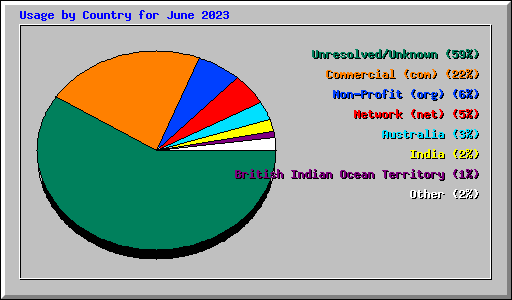 Usage by Country for June 2023
Unresolved/Unknown (59%)
Commercial (com) (22%)
Non-Profit (org) (6%)
Network (net) (5%)
Australia (3%)
India (2%)
British Indian Ocean Territory (1%)
Other (2%)